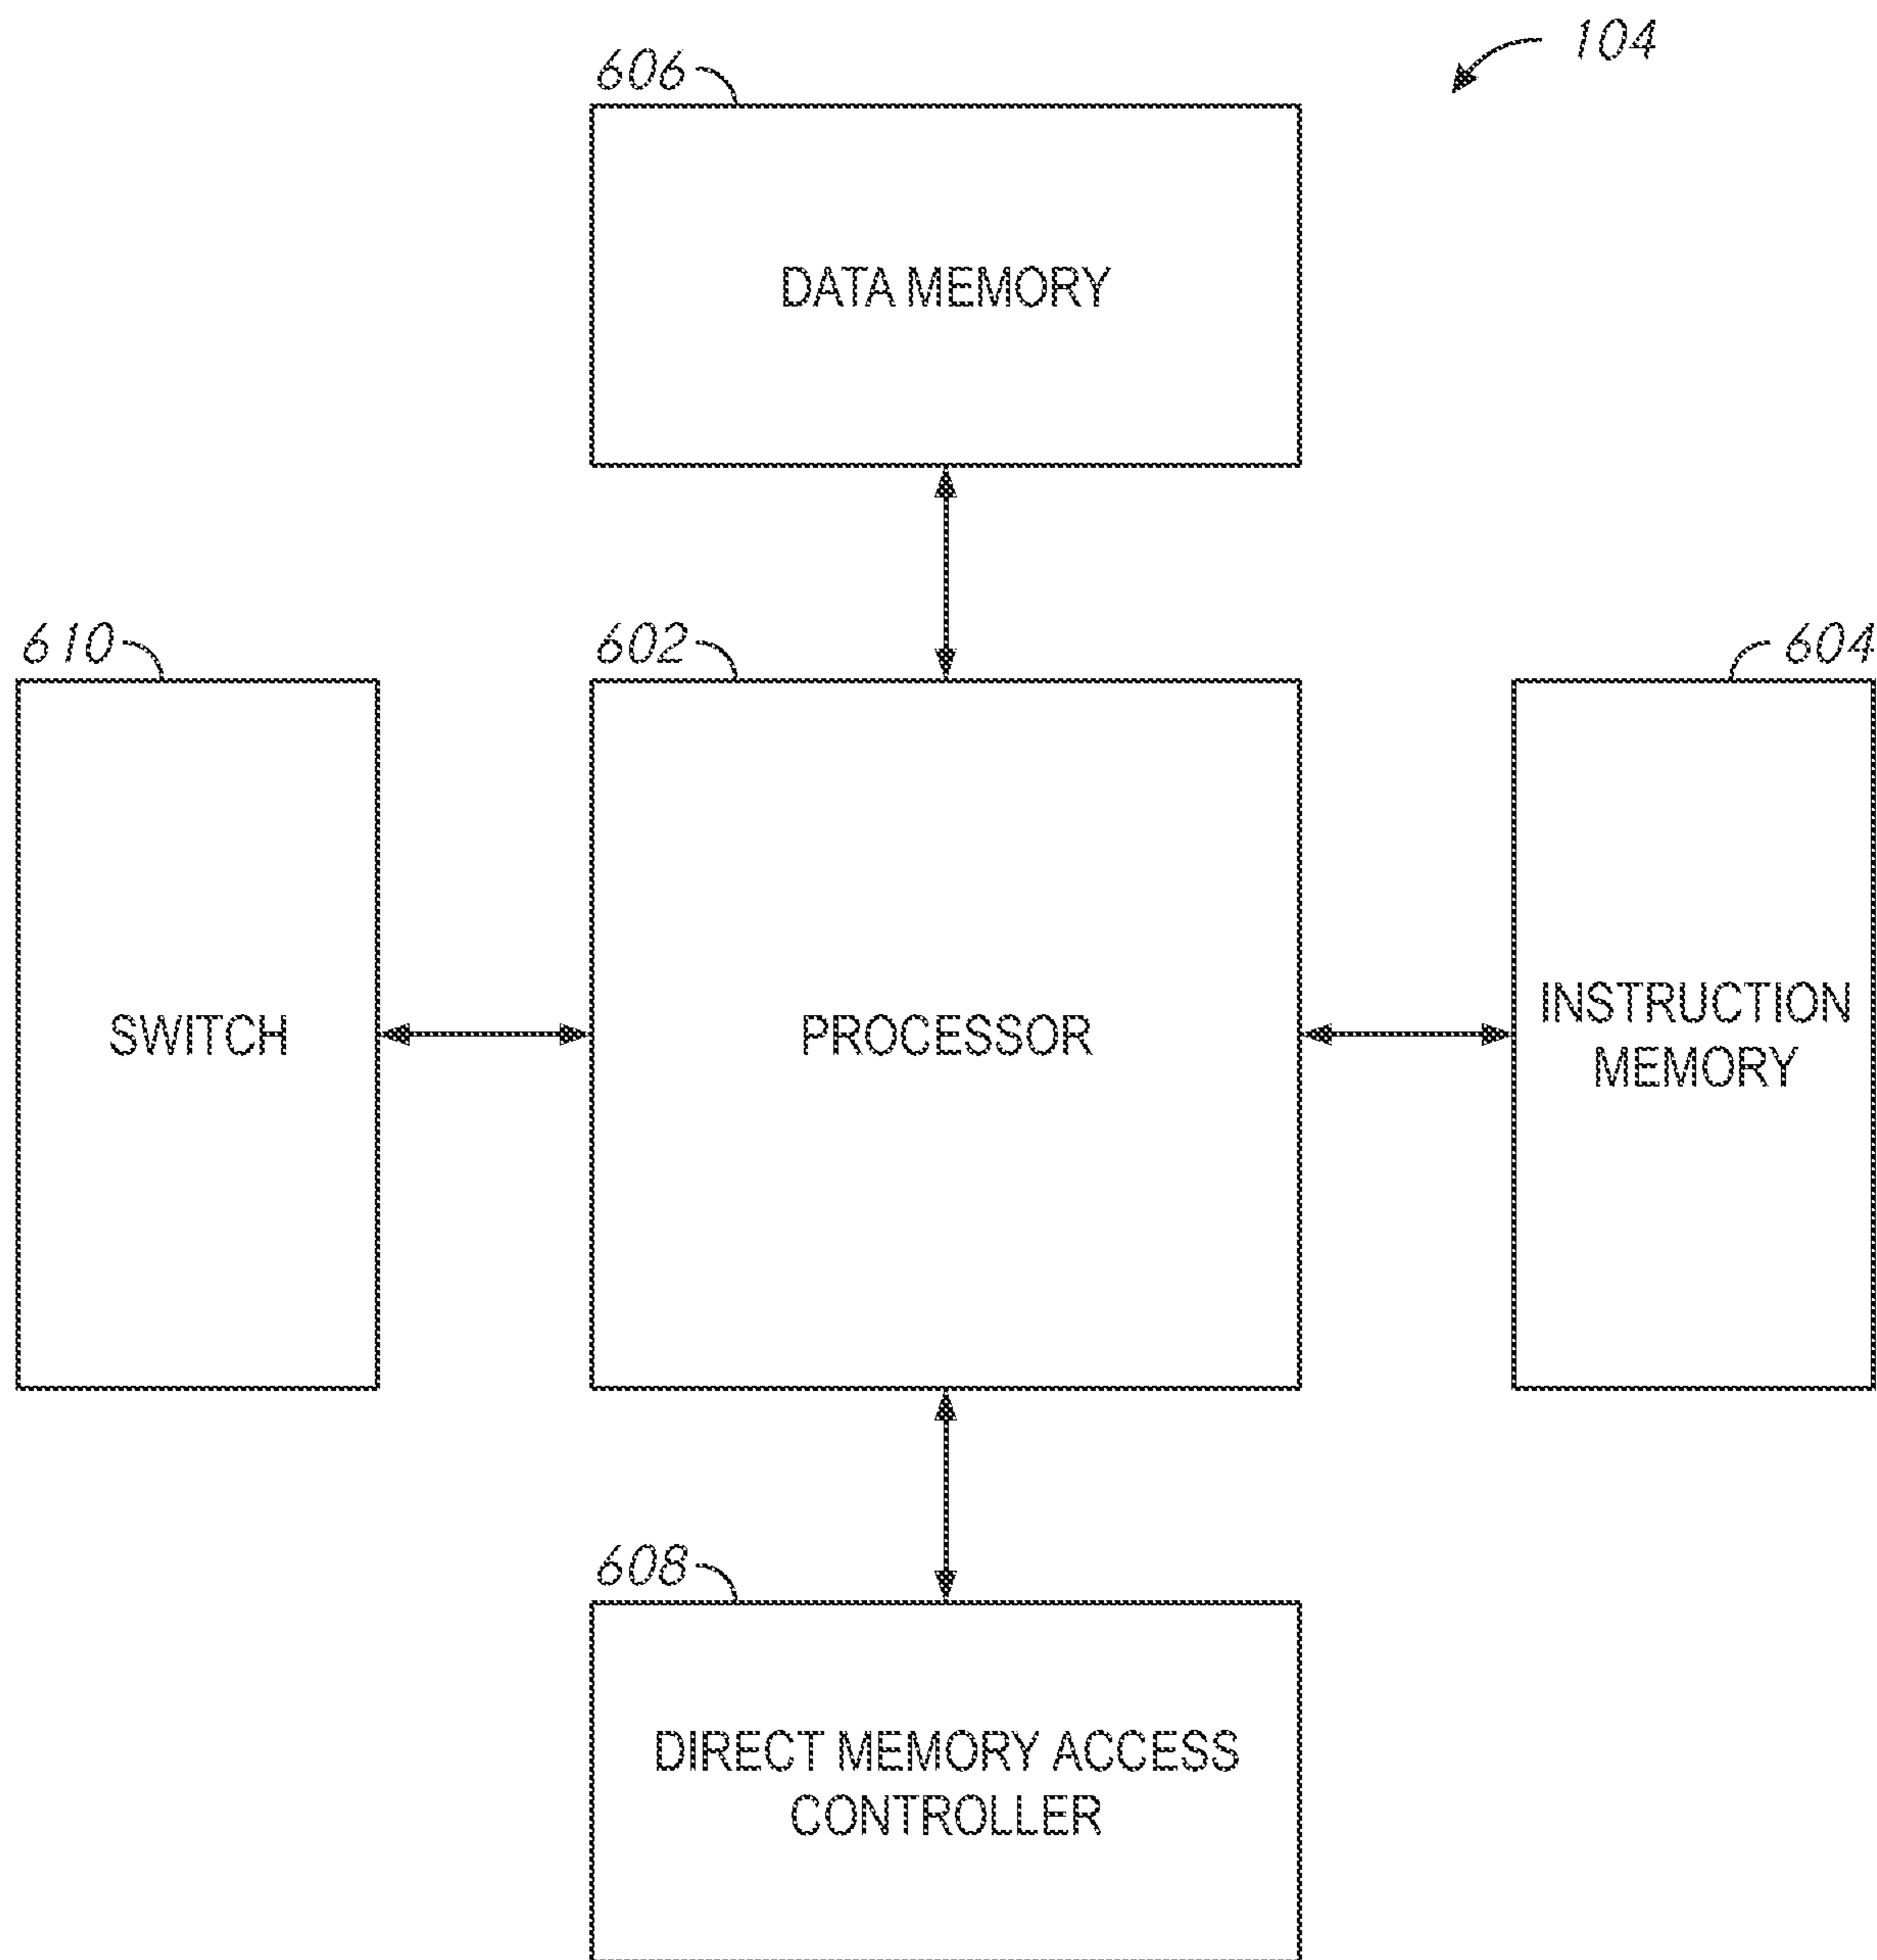 104
606
DATA MEMORY
610
602
604
SWITCH
PROCESSOR
INSTRUCTION
MEMORY
608
DIRECT MEMORY ACCESS
CONTROLLER